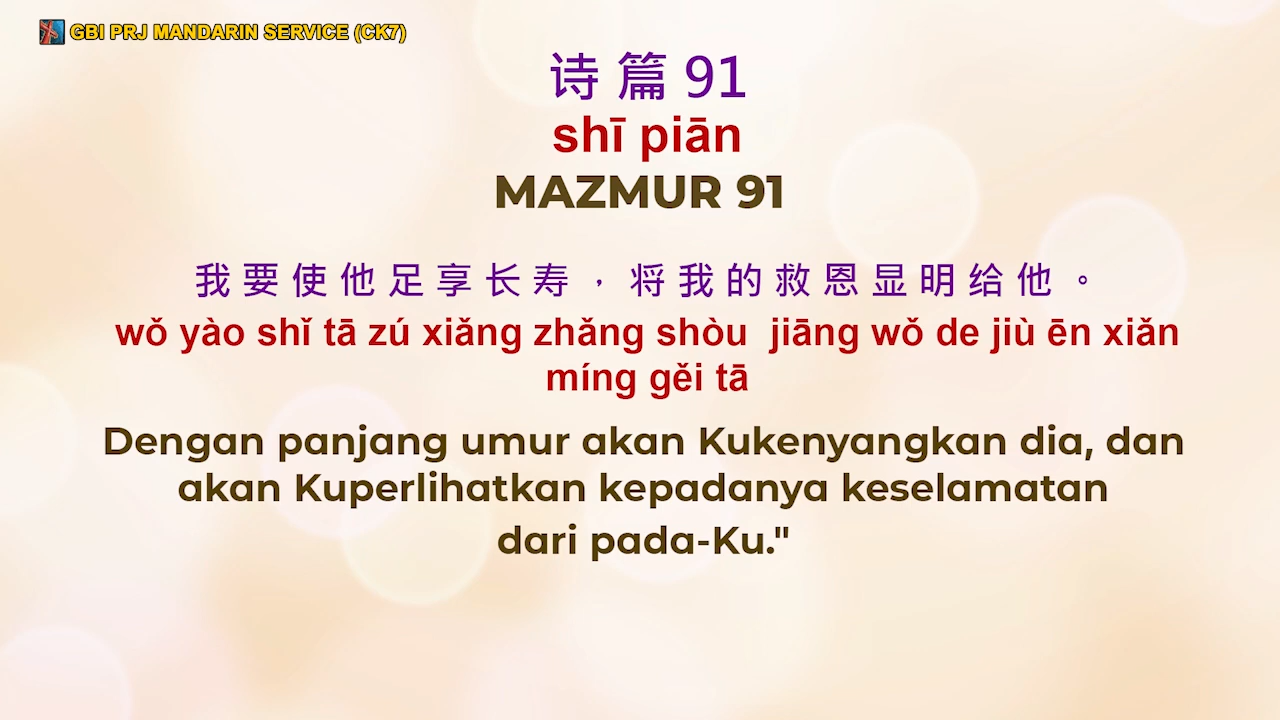 GBI PRJ MANDARIN SERVICE (CK7)
诗 篇 91
shī piān
MAZMUR 91
我 要 使 他 足 享 长 寿 ， 将 我 的 救 恩 显 明 给 他 。
wǒ yào shǐ tā zú xiǎng zhǎng shòu  jiāng wǒ de jiù ēn xiǎn
míng gěi tā
Dengan panjang umur akan Kukenyangkan dia, dan
akan Kuperlihatkan kepadanya keselamatan
dari pada-Ku."